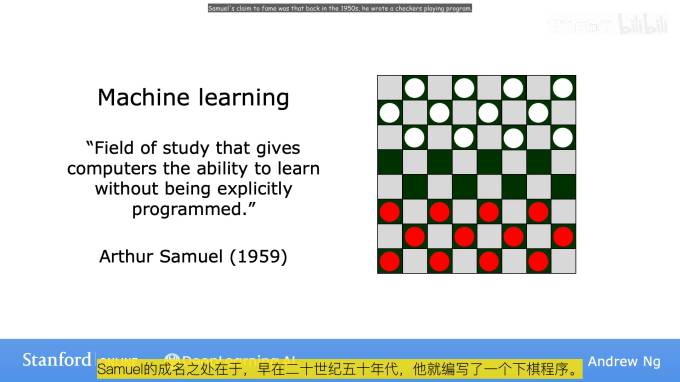 Samuel's claim to fame was that back in the 1950s, he wrote a checkers playing program.
bilibili
Machine learning
“Field of study that gives
computers the ability to learn
without being explicitly
programmed.”
Arthur Samuel (1959)
Stanford
Andrew Ng
Samuel的成名之处在于，早在二十世纪五十年代，他就编写了一个下棋程序。